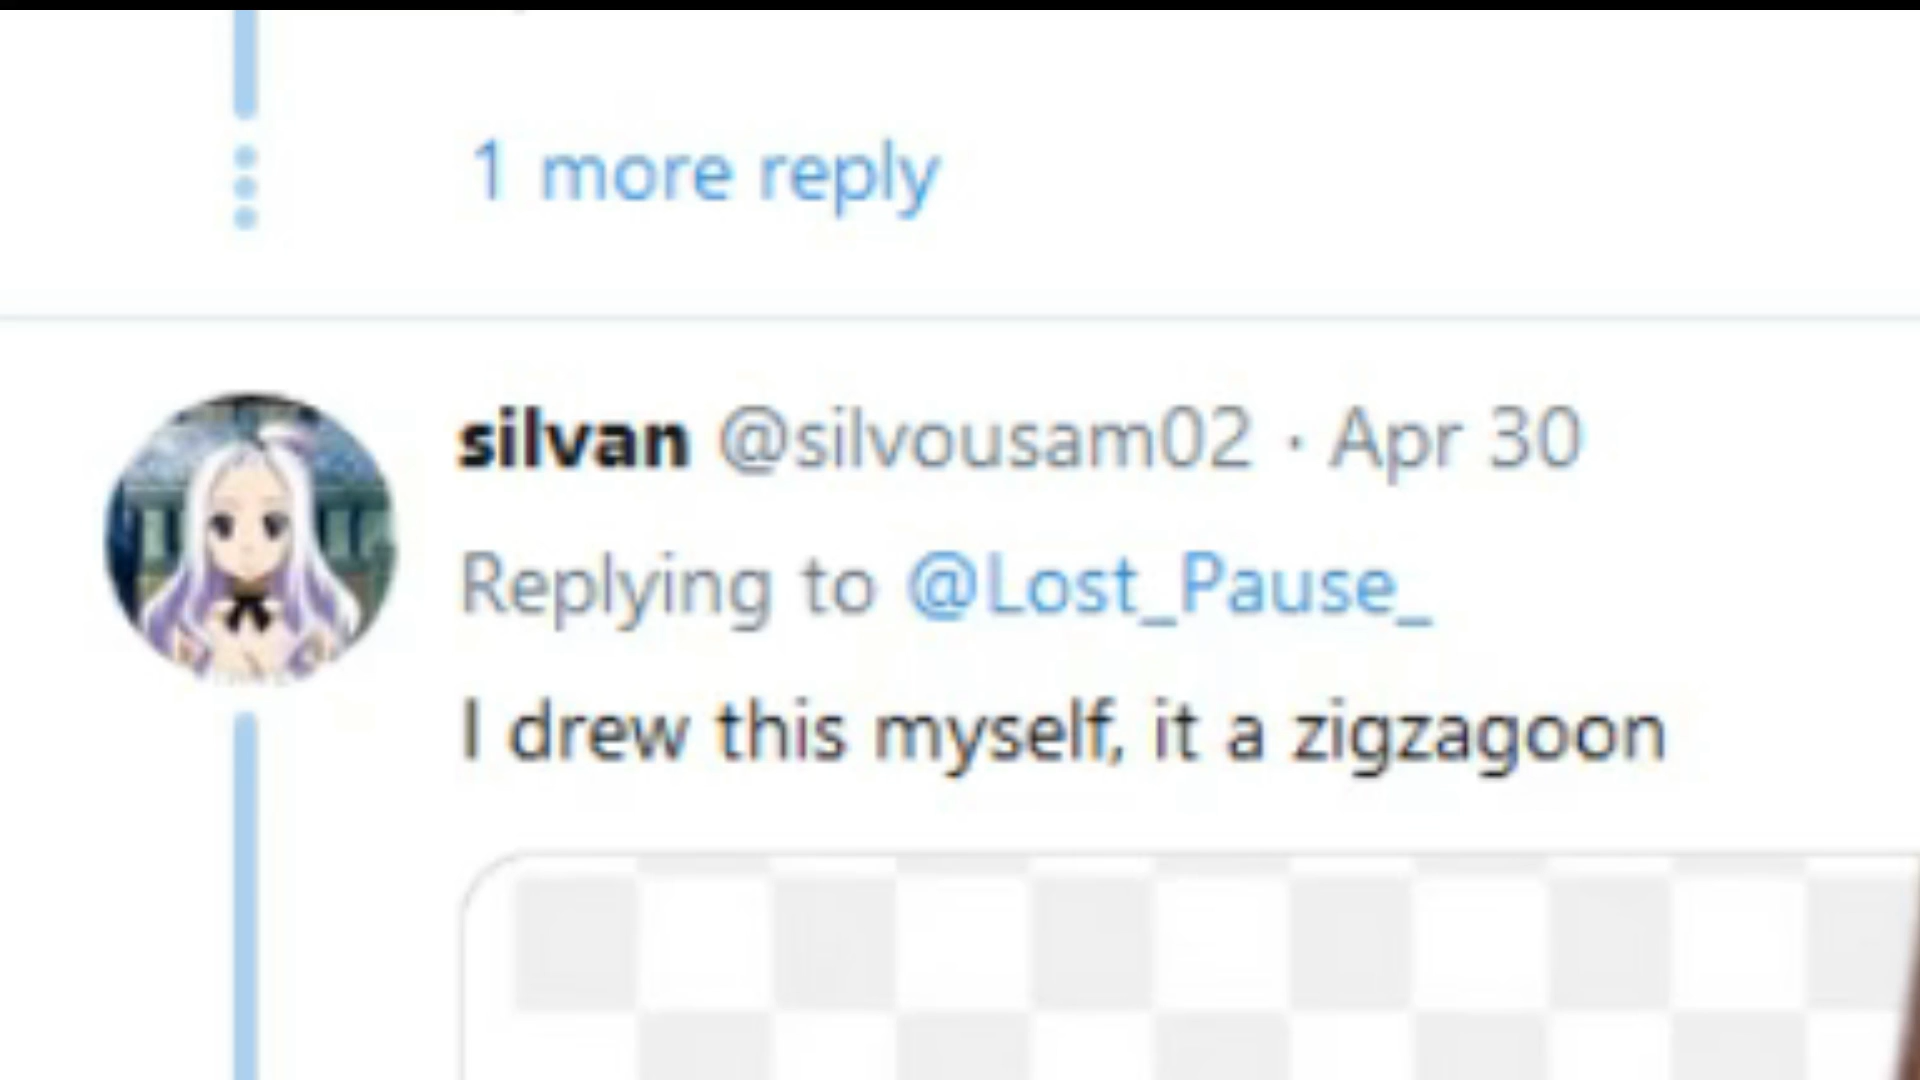 1 more reply
silvan @silvousam02 · Apr 30
Replying to @Lost_Pause_
I drew this myself, it a zigzagoon